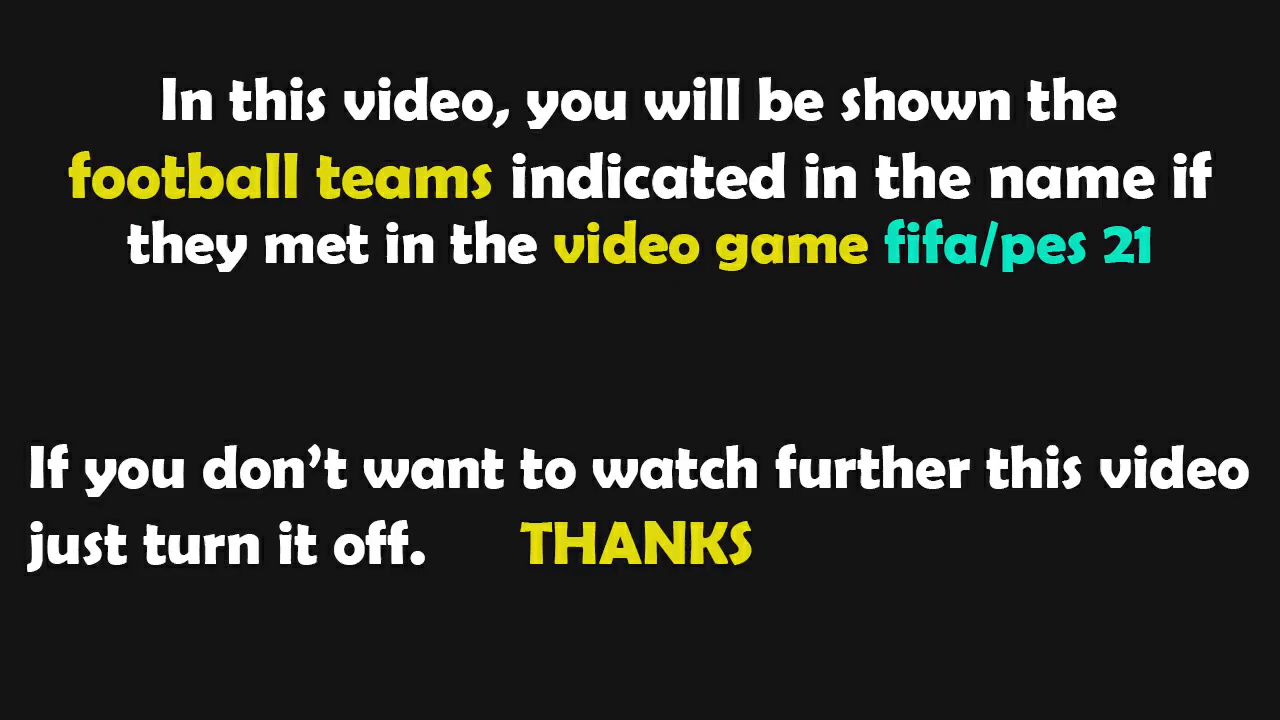 In this video, you will be shown the
football teams indicated in the name if
they met in the video game fifa/pes 21
If you don’t want to watch further this video
just turn it off. THANKS